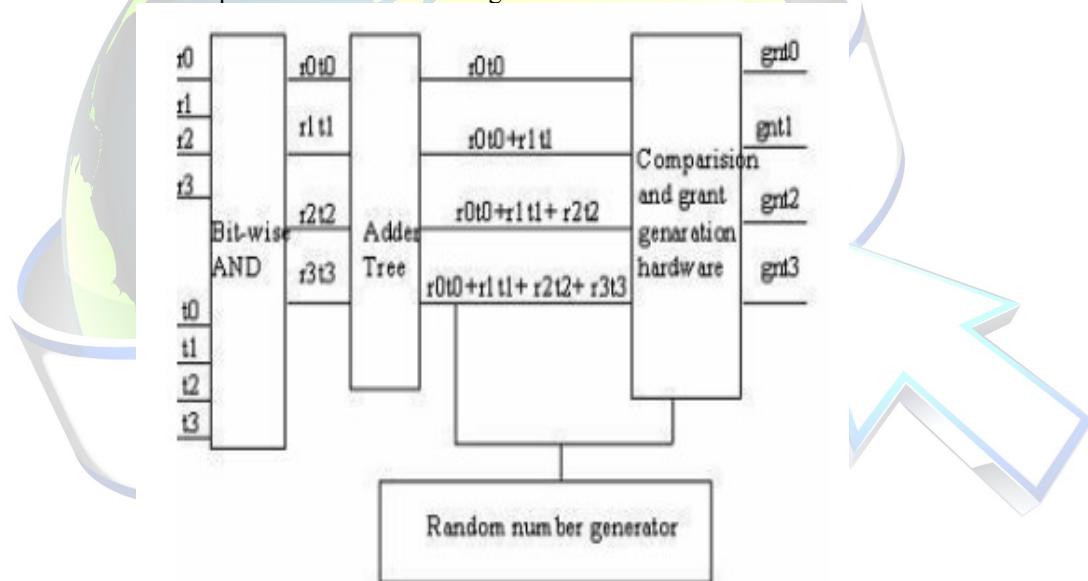 r0
r1
r2
r3
t0
t1
t2
t3
Bit-wise
AND
r0t0
r1t1
r2t2
r3t3
Adder
Tree
r0t0
r0t0+r1t1
r0t0+r1t1+ r2t2
r0t0+r1t1+ r2t2+ r3t3
Comparision
and grant
genaration
hardware
gnt0
gnt1
gnt2
gnt3
Random number generator